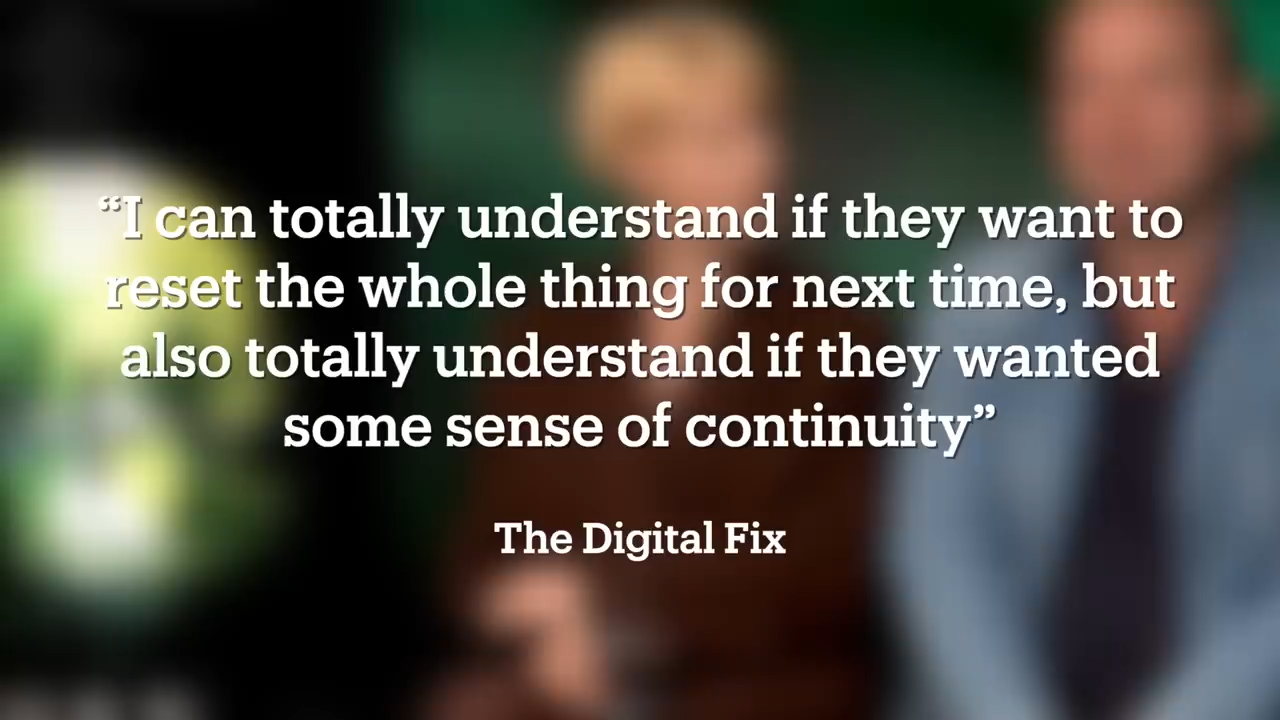 “I can totally understand if they want to
reset the whole thing for next time, but
also totally understand if they wanted
some sense of continuity”
The Digital Fix